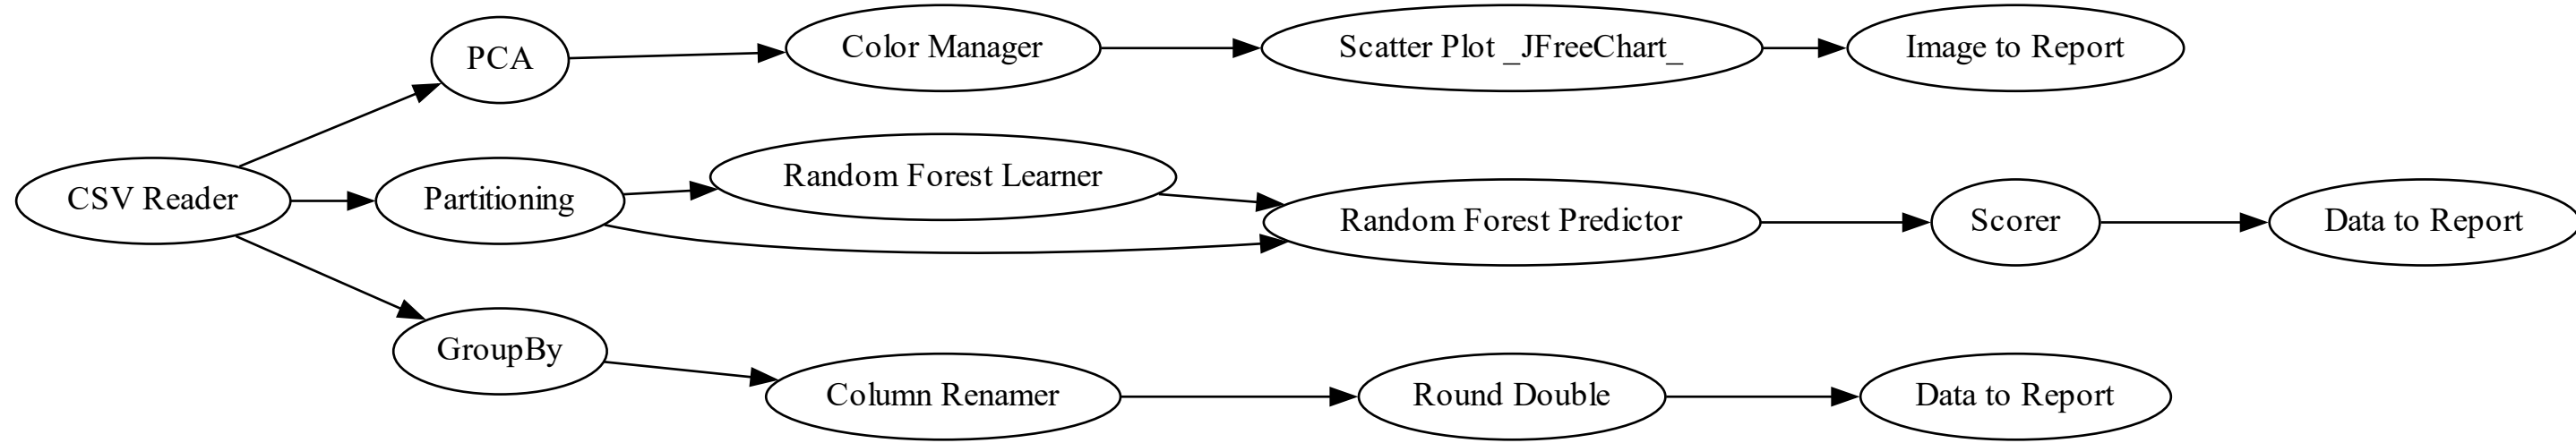 PCA
Color Manager
Scatter Plot _JFreeChart_
Image to Report
CSV Reader
Partitioning
Random Forest Learner
Random Forest Predictor
Scorer
Data to Report
GroupBy
Column Renamer
Round Double
Data to Report